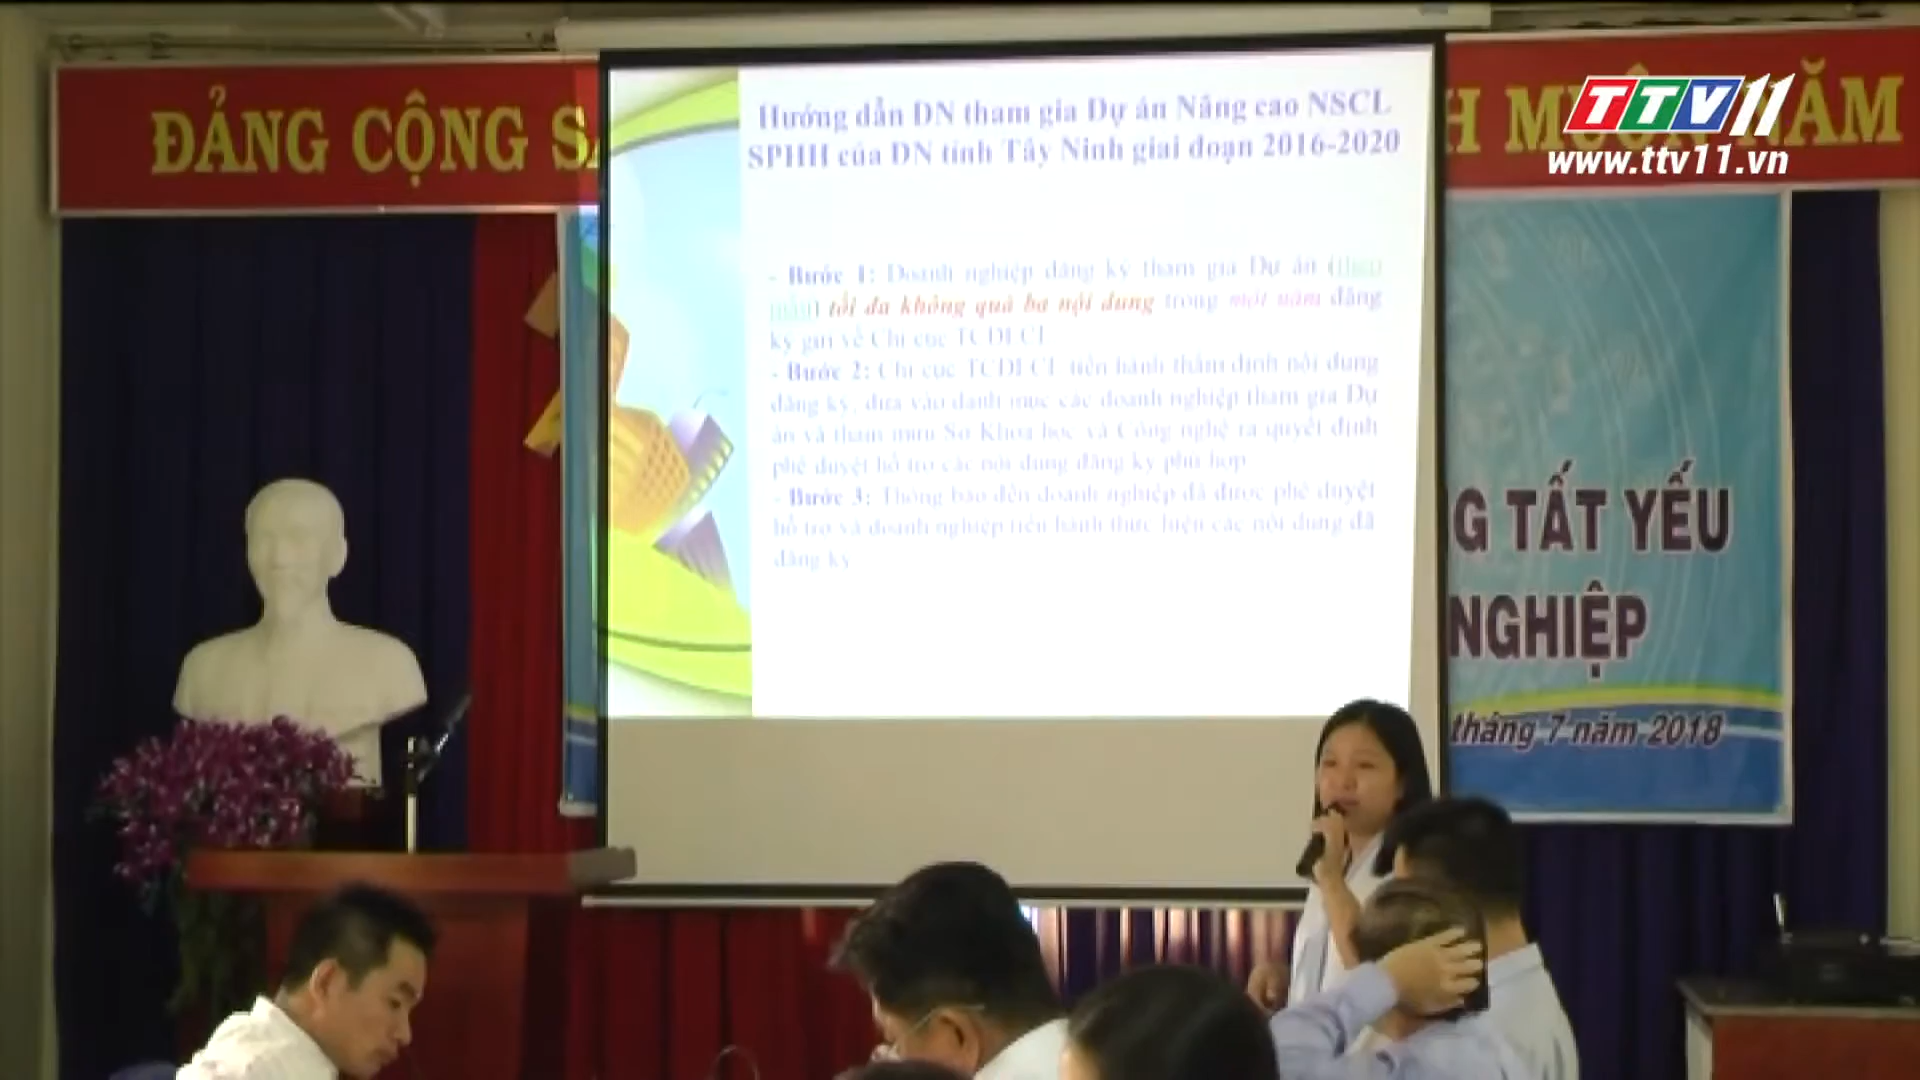 ĐẢNG CỘNG
MUÔN NĂM
TTV11
www.ttv11.vn
Hướng dẫn DN tham gia Dự án Nâng cao NSCL
SPHH của DN tỉnh Tây Ninh giai đoạn 2016-2020
- Bước 1: Doanh nghiệp đăng ký tham gia Dự án
tối đa không quá ba nội dung trong một năm đăng
ký gửi về Chi cục TCĐLCL
- Bước 2: Chi cục TCĐLCL tiến hành thẩm định nội dung
đăng ký, đưa vào danh mục các doanh nghiệp tham gia Dự
án và tham mưu Sở Khoa học và Công nghệ ra quyết định
phê duyệt hỗ trợ các nội dung đăng ký phù hợp
- Bước 3: Thông báo đến doanh nghiệp đã được phê duyệt
hỗ trợ và doanh nghiệp tiến hành thực hiện các nội dung đã
đăng ký
TẤT YẾU
NGHIỆP
tháng 7 năm 2018